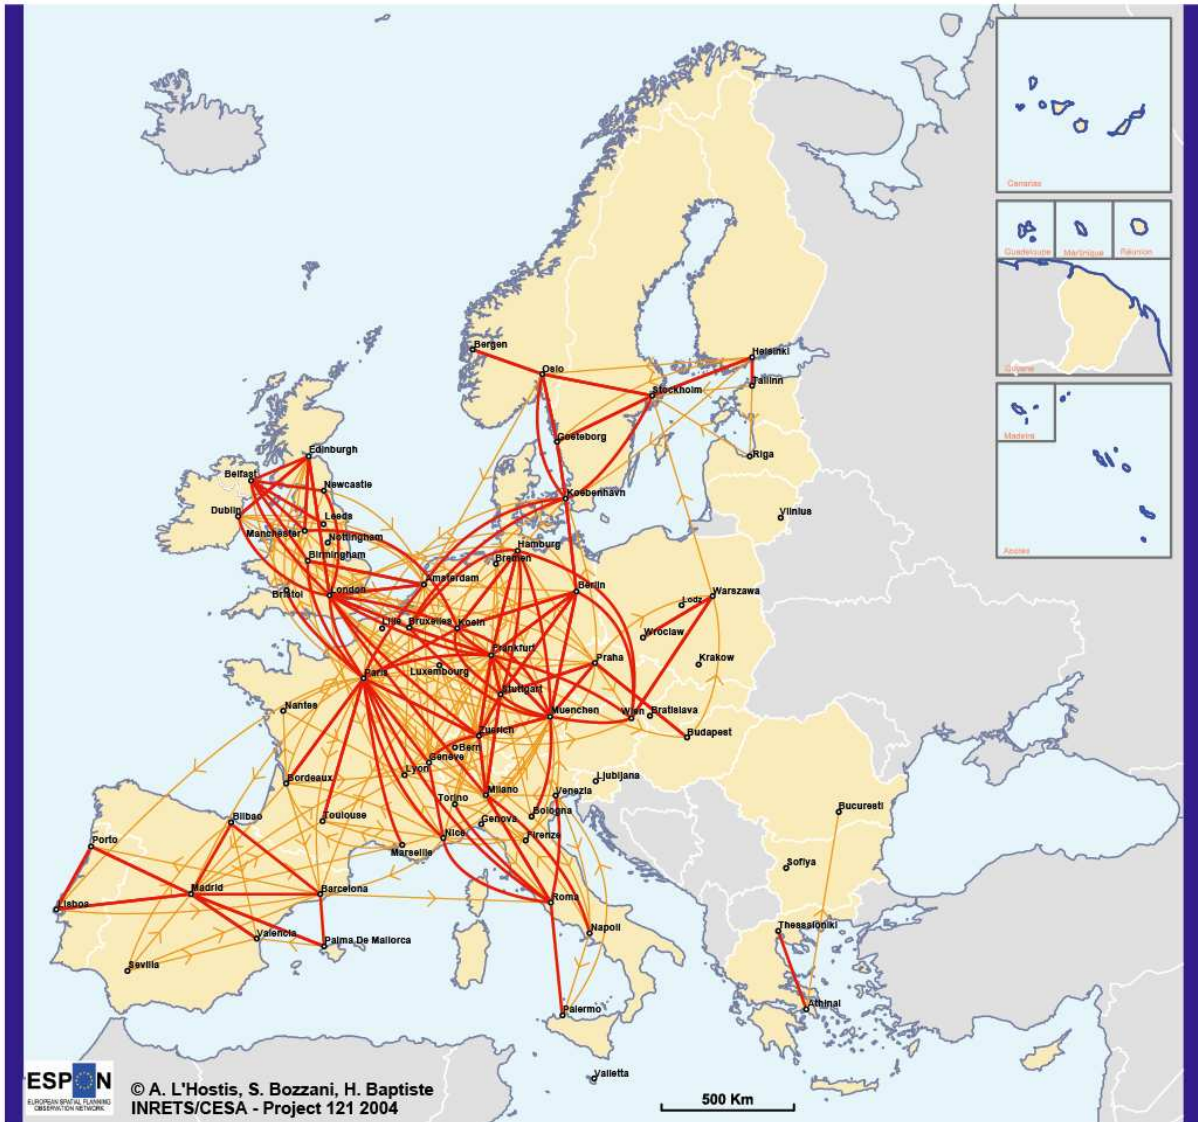 Canarias
Guadeloupe
Martinique
Réunion
Guyane
Madeira
Bergen
Oslo
Helsinki
Tallinn
Stockholm
Goeteborg
Riga
Edinburgh
Belfast
Newcastle
Koebenhavn
Dublin
Leeds
Vilnius
Manchester
Nottingham
Hamburg
Birmingham
Bremen
Amsterdam
Berlin
Bristol
London
Warszawa
Lodz
Lille
Bruxelles
Koeln
Wroclaw
Frankfurt
Praha
Krakow
Luxembourg
Paris
Stuttgart
Nantes
Muenchen
Wien
Bratislava
Zuerich
Budapest
Bern
Genève
Lyon
Bordeaux
Ljubljana
Milano
Venezia
Torino
Bucuresti
Bologna
Toulouse
Genova
Bilbao
Nice
Firenze
Porto
Marseille
Sofiya
Madrid
Barcelona
Lisboa
Roma
Napoli
Thessaloniki
Valencia
Palma De Mallorca
Sevilla
Athinai
Palermo
Valletta
ESPON
EUROPEAN SPATIAL PLANNING
OBSERVATION NETWORK
© A. L'Hostis, S. Bozzani, H. Baptiste
INRETS/CESA - Project 121 2004
500 Km